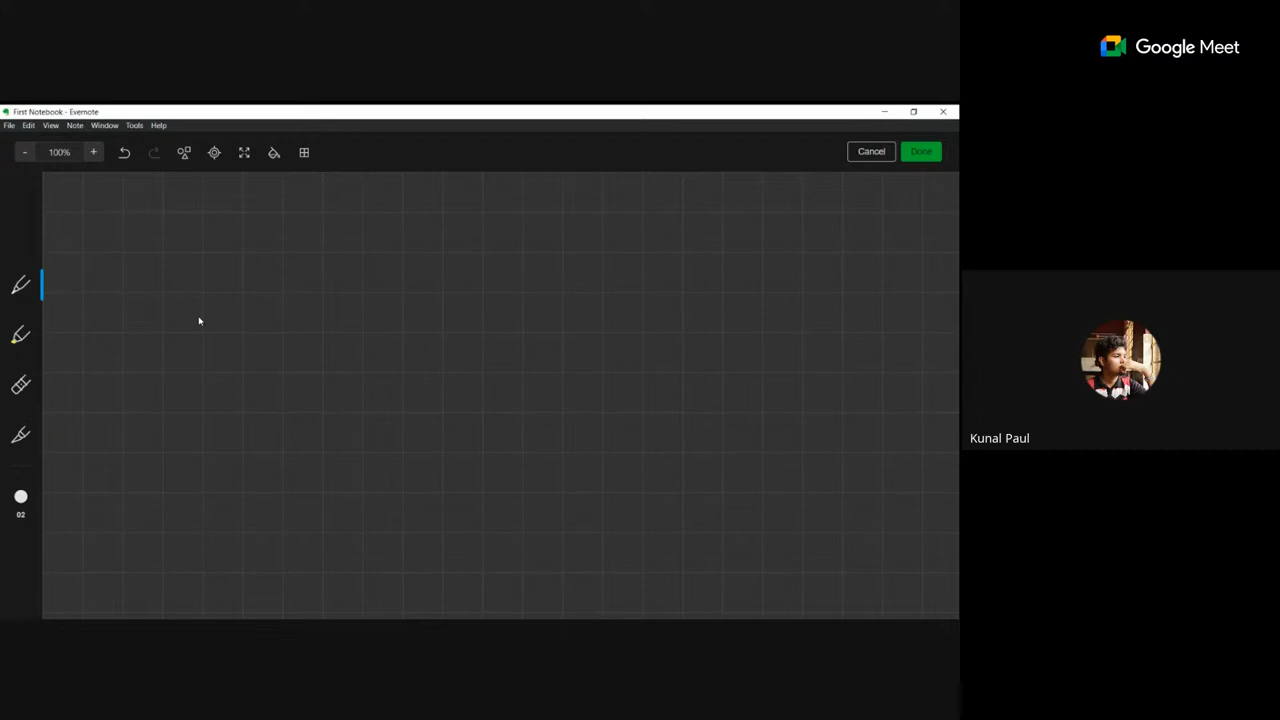 Google Meet
First Notebook - Evernote
File Edit View Note Window Tools Help
- 100% +
Cancel Done
Kunal Paul
02